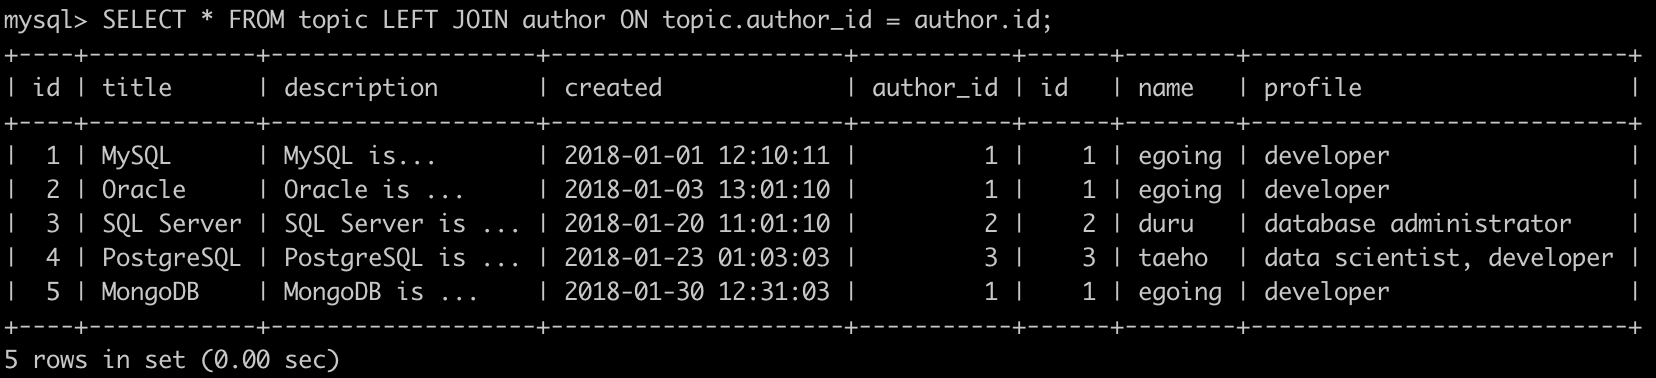 mysql> SELECT * FROM topic LEFT JOIN author ON topic.author_id = author.id;
+----+------------+-------------------+---------------------+-----------+------+--------+---------------------------+
| id | title      | description       | created             | author_id | id   | name   | profile                   |
+----+------------+-------------------+---------------------+-----------+------+--------+---------------------------+
|  1 | MySQL      | MySQL is...       | 2018-01-01 12:10:11 |         1 |    1 | egoing | developer                 |
|  2 | Oracle     | Oracle is ...     | 2018-01-03 13:01:10 |         1 |    1 | egoing | developer                 |
|  3 | SQL Server | SQL Server is ... | 2018-01-20 11:01:10 |         2 |    2 | duru   | database administrator    |
|  4 | PostgreSQL | PostgreSQL is ... | 2018-01-23 01:03:03 |         3 |    3 | taeho  | data scientist, developer |
|  5 | MongoDB    | MongoDB is ...    | 2018-01-30 12:31:03 |         1 |    1 | egoing | developer                 |
+----+------------+-------------------+---------------------+-----------+------+--------+---------------------------+
5 rows in set (0.00 sec)